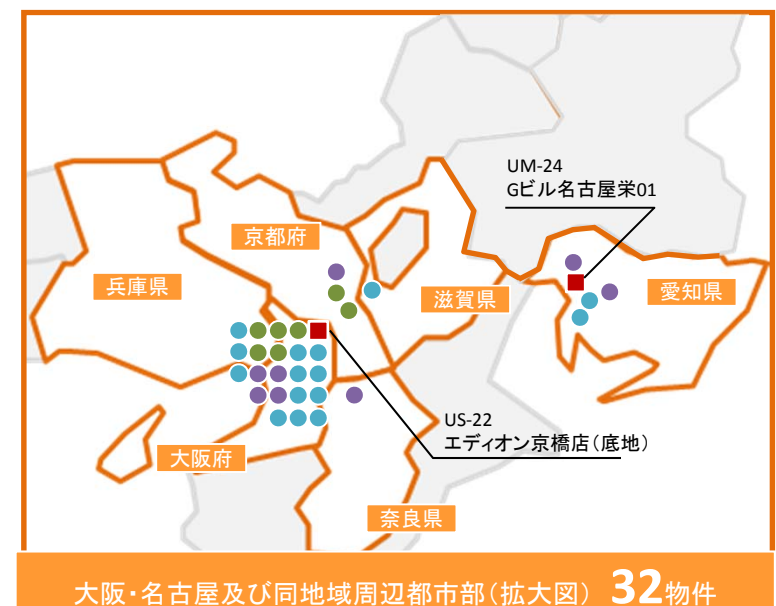 UM-24
Gビル名古屋栄01
京都府
兵庫県
滋賀県
愛知県
US-22
エディオン京橋店(底地)
大阪府
奈良県
大阪・名古屋及び同地域周辺都市部(拡大図) 32物件